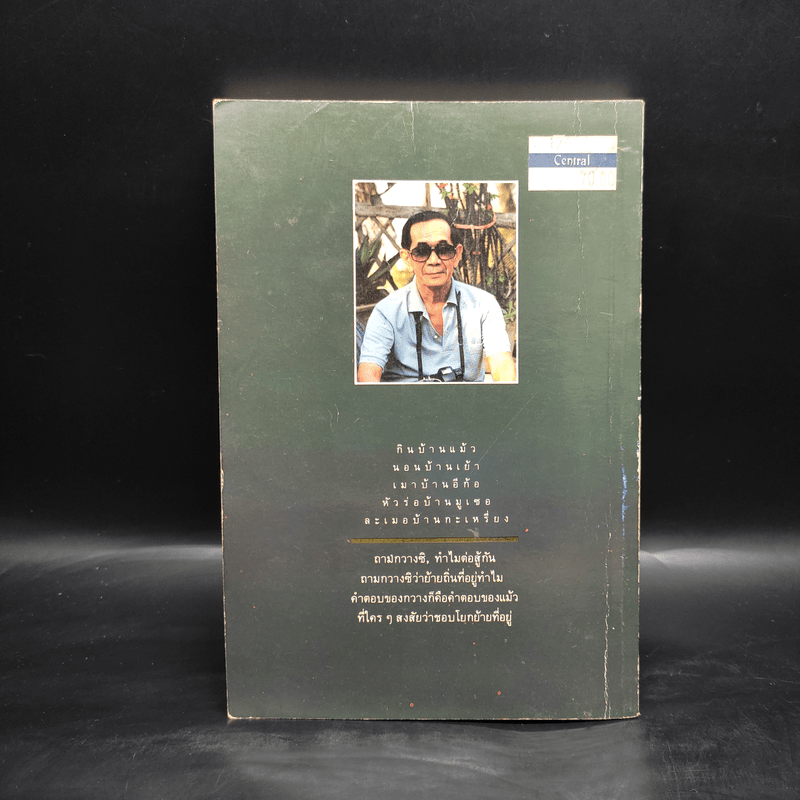 Central
กินบ้านแม้ว
นอนบ้านเย้า
เมาบ้านอีก้อ
หัวร่อบ้านมูเซอ
ละเมอบ้านกะเหรี่ยง
ถามกวางซิ, ทำไมต่อสู้กัน
ถามกวางซิว่าย้ายถิ่นที่อยู่ทำไม
คำตอบของกวางก็คือคำตอบของแม้ว
ที่ใคร ๆ สงสัยว่าชอบโยกย้ายที่อยู่